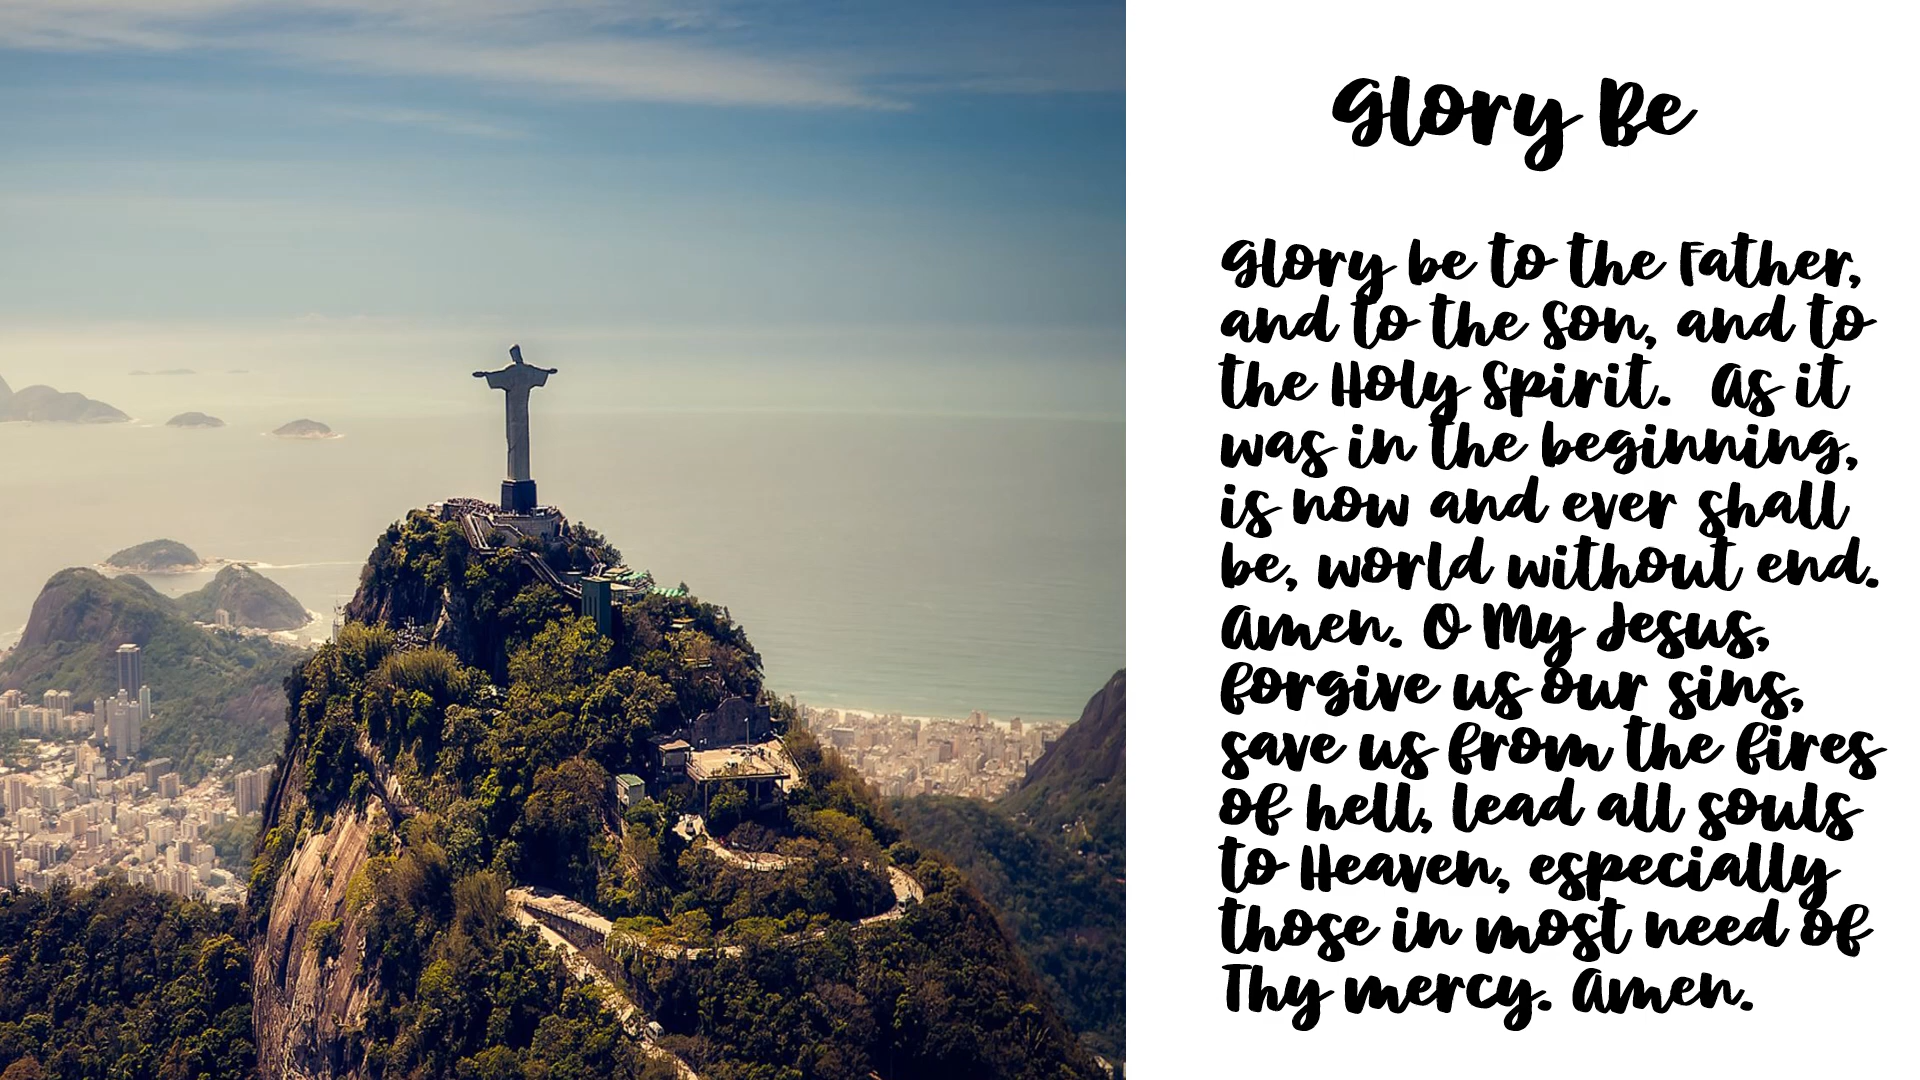 Glory Be
Glory be to the Father,
and to the Son, and to
the Holy Spirit.  As it
was in the beginning,
is now and ever shall
be, world without end.
Amen. O My Jesus,
forgive us our sins,
save us from the fires
of hell, lead all souls
to Heaven, especially
those in most need of
Thy mercy. Amen.